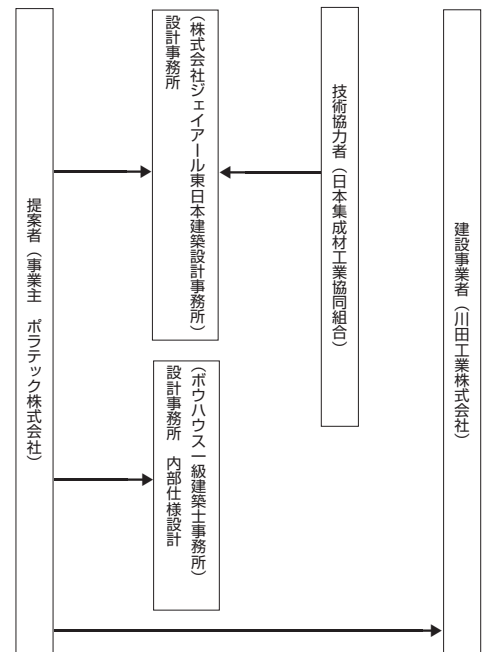 提案者（事業主　ポラテック株式会社）
設計事務所
（株式会社ジェイアール東日本建築設計事務所）
設計事務所　内部仕様設計
（ボウハウス一級建築士事務所）
技術協力者（日本集成材工業協同組合）
建設事業者（川田工業株式会社）